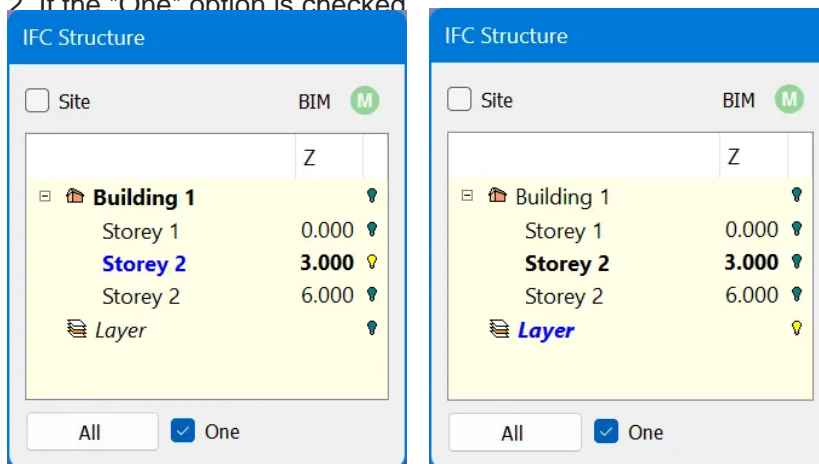 2. If the "One" option is checked
IFC Structure
Site BIM M
Z
Building 1
Storey 1 0.000
Storey 2 3.000
Storey 2 6.000
Layer
All One
IFC Structure
Site BIM M
Z
Building 1
Storey 1 0.000
Storey 2 3.000
Storey 2 6.000
Layer
All One